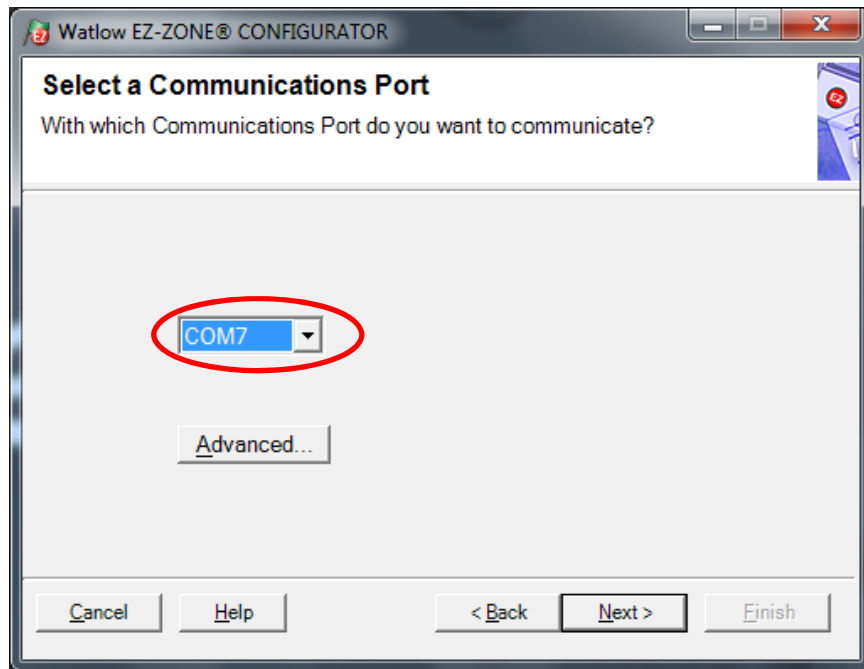 Watlow EZ-ZONE® CONFIGURATOR
Select a Communications Port
With which Communications Port do you want to communicate?
EZ
COM7
Advanced...
Cancel Help < Back Next > Finish